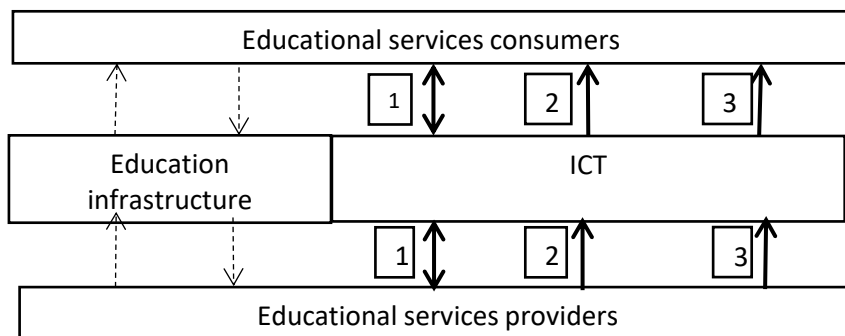 Educational services consumers
1
2
3
Education
infrastructure
ICT
1
2
3
Educational services providers